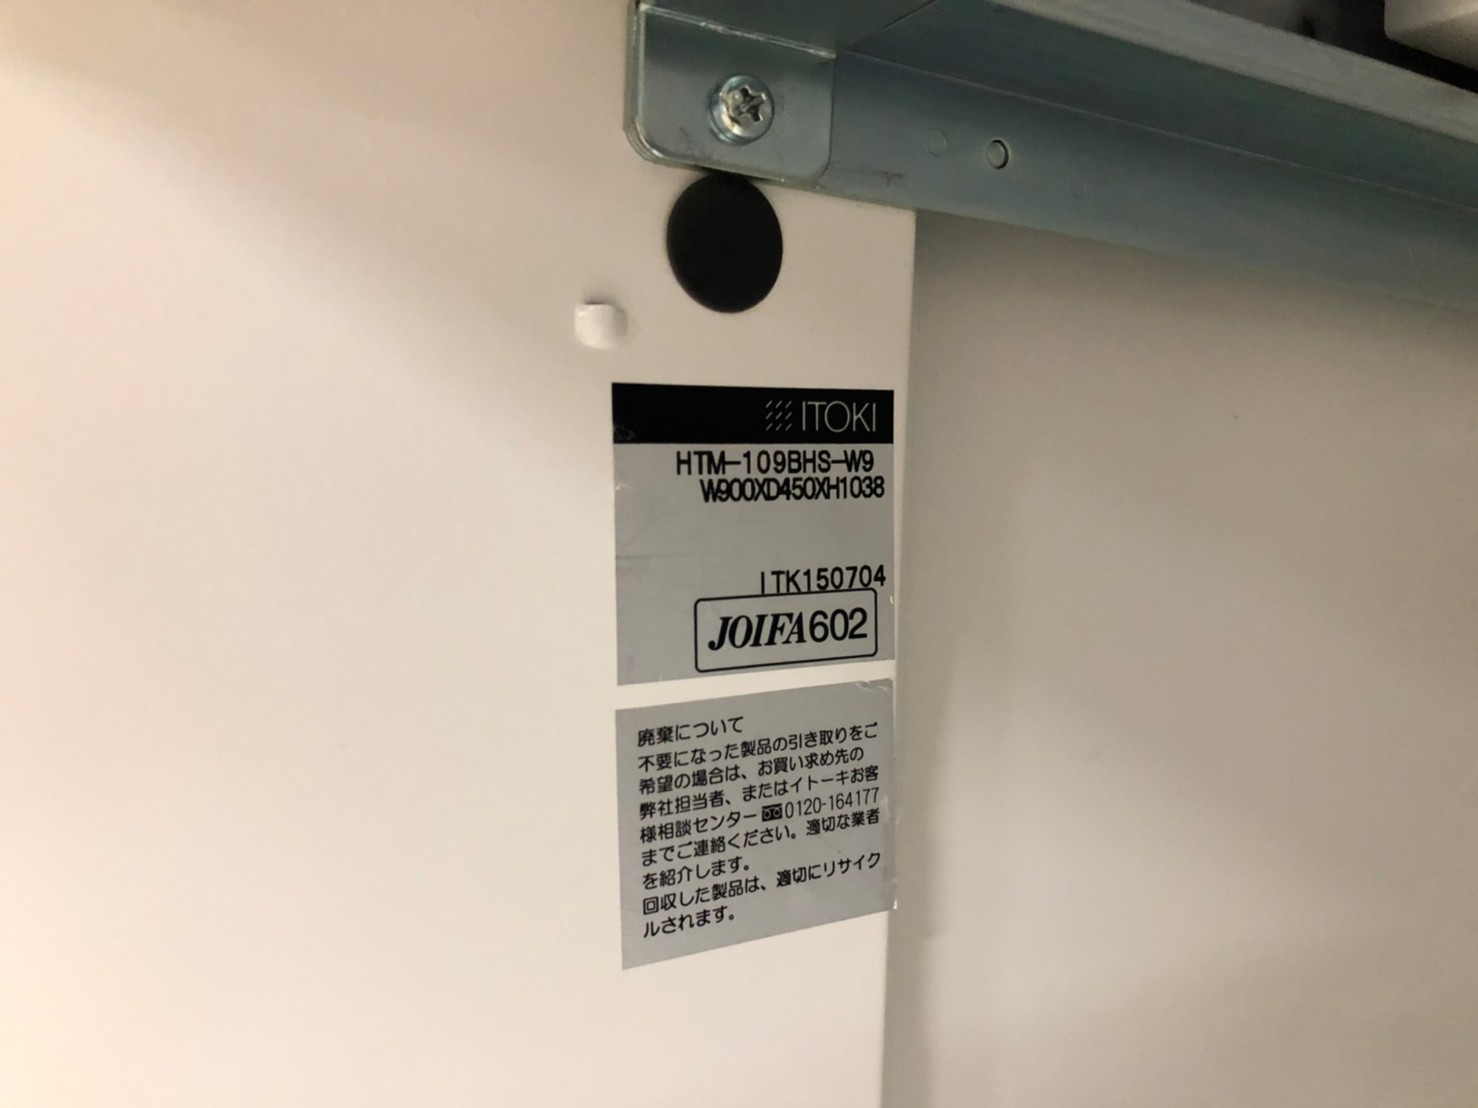 ITOKI
HTM-109BHS-W9
W900XD450XH1038
ITK150704
JOIFA602
廃棄について
不要になった製品の引き取りをご
希望の場合は、お買い求め先の
弊社担当者、またはイトーキお客
様相談センター0120-164177
までご連絡ください。適切な業者
を紹介します。
回収した製品は、適切にリサイク
ルされます。